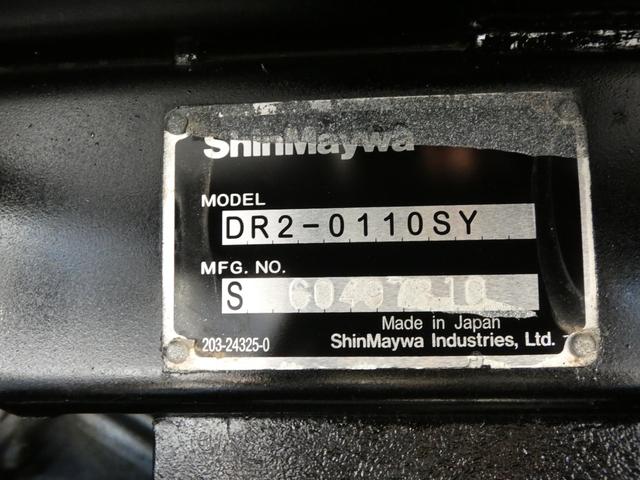 ShinMaywa
MODEL
DR2-0110SY
MFG. NO.
S
Made in Japan
203-24325-0
ShinMaywa Industries, Ltd.